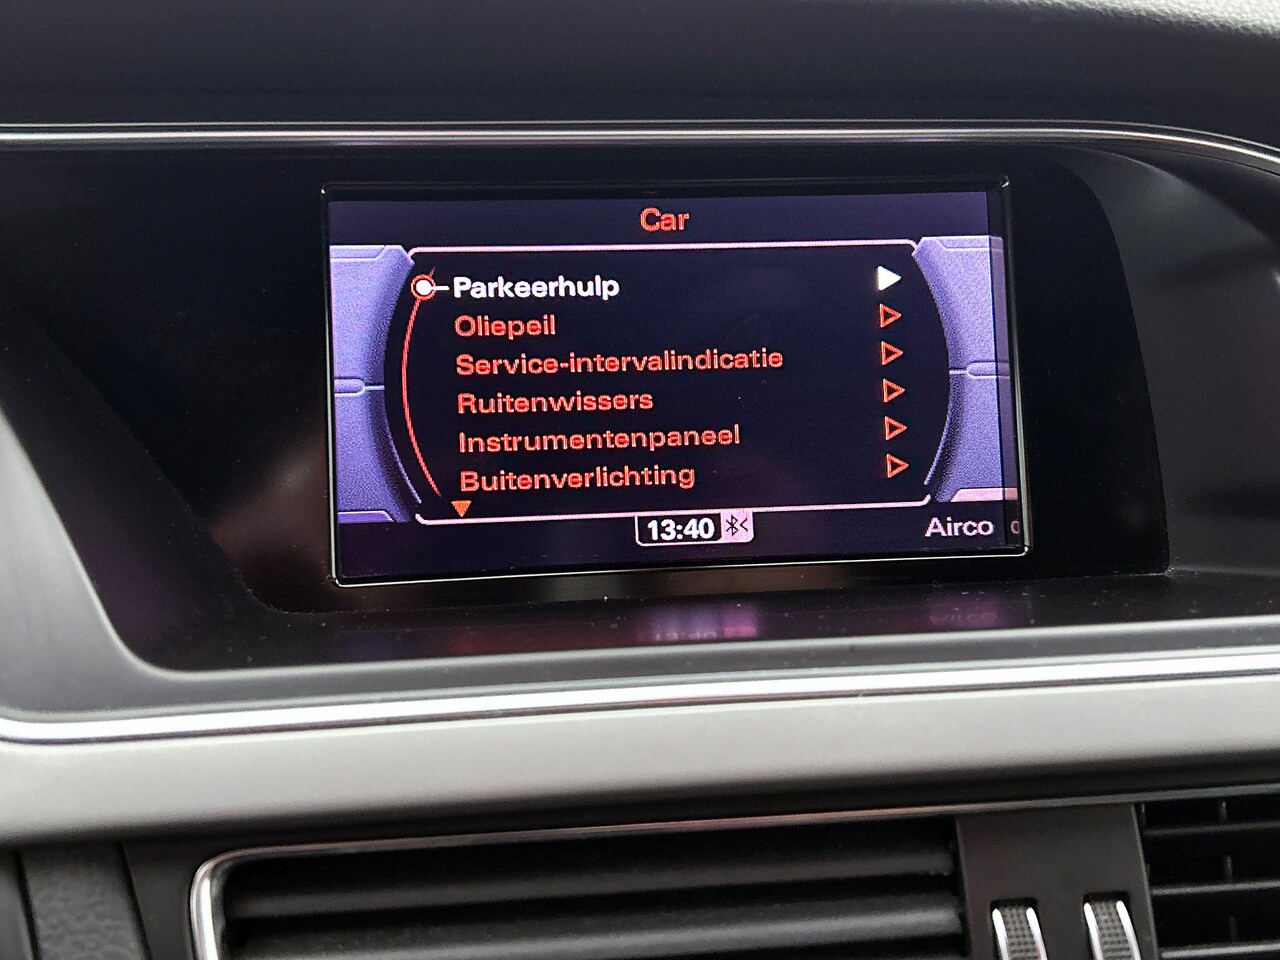 Car
Parkeerhulp
Oliepeil
Service-intervalindicatie
Ruitenwissers
Instrumentenpaneel
Buitenverlichting
13:40
Airco